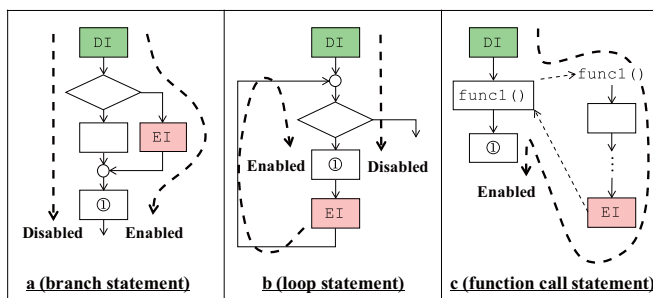 DI
EI
①
Disabled
Enabled
a (branch statement)
DI
Enabled
①
Disabled
EI
b (loop statement)
DI
func1()
func1()
①
Enabled
⋮
EI
c (function call statement)